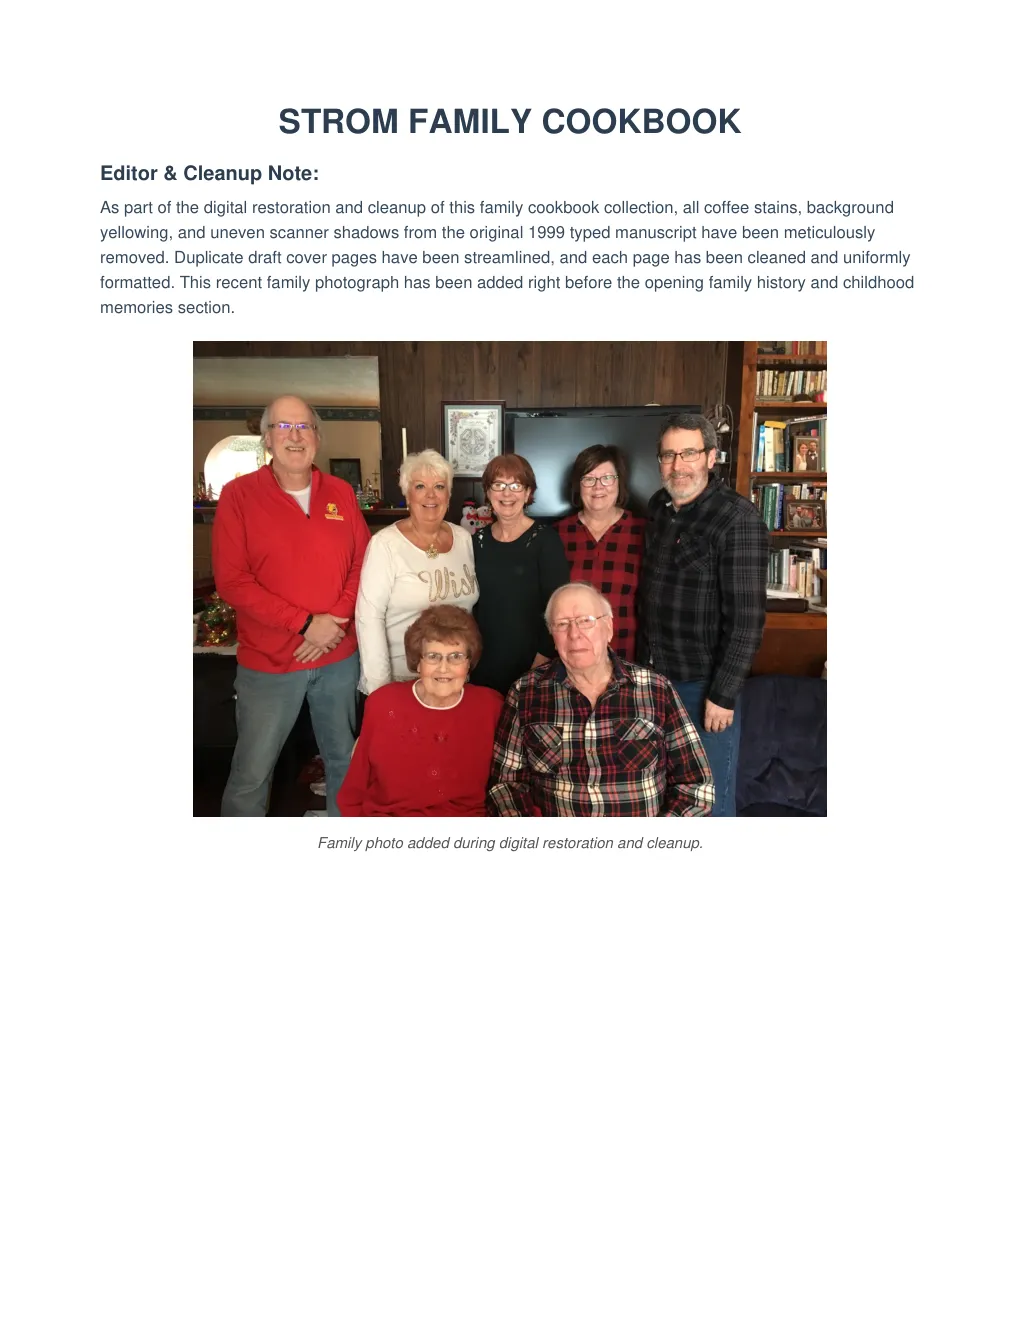 STROM FAMILY COOKBOOK
Editor & Cleanup Note:
As part of the digital restoration and cleanup of this family cookbook collection, all coffee stains, background
yellowing, and uneven scanner shadows from the original 1999 typed manuscript have been meticulously
removed. Duplicate draft cover pages have been streamlined, and each page has been cleaned and uniformly
formatted. This recent family photograph has been added right before the opening family history and childhood
memories section.
Wish
Family photo added during digital restoration and cleanup.